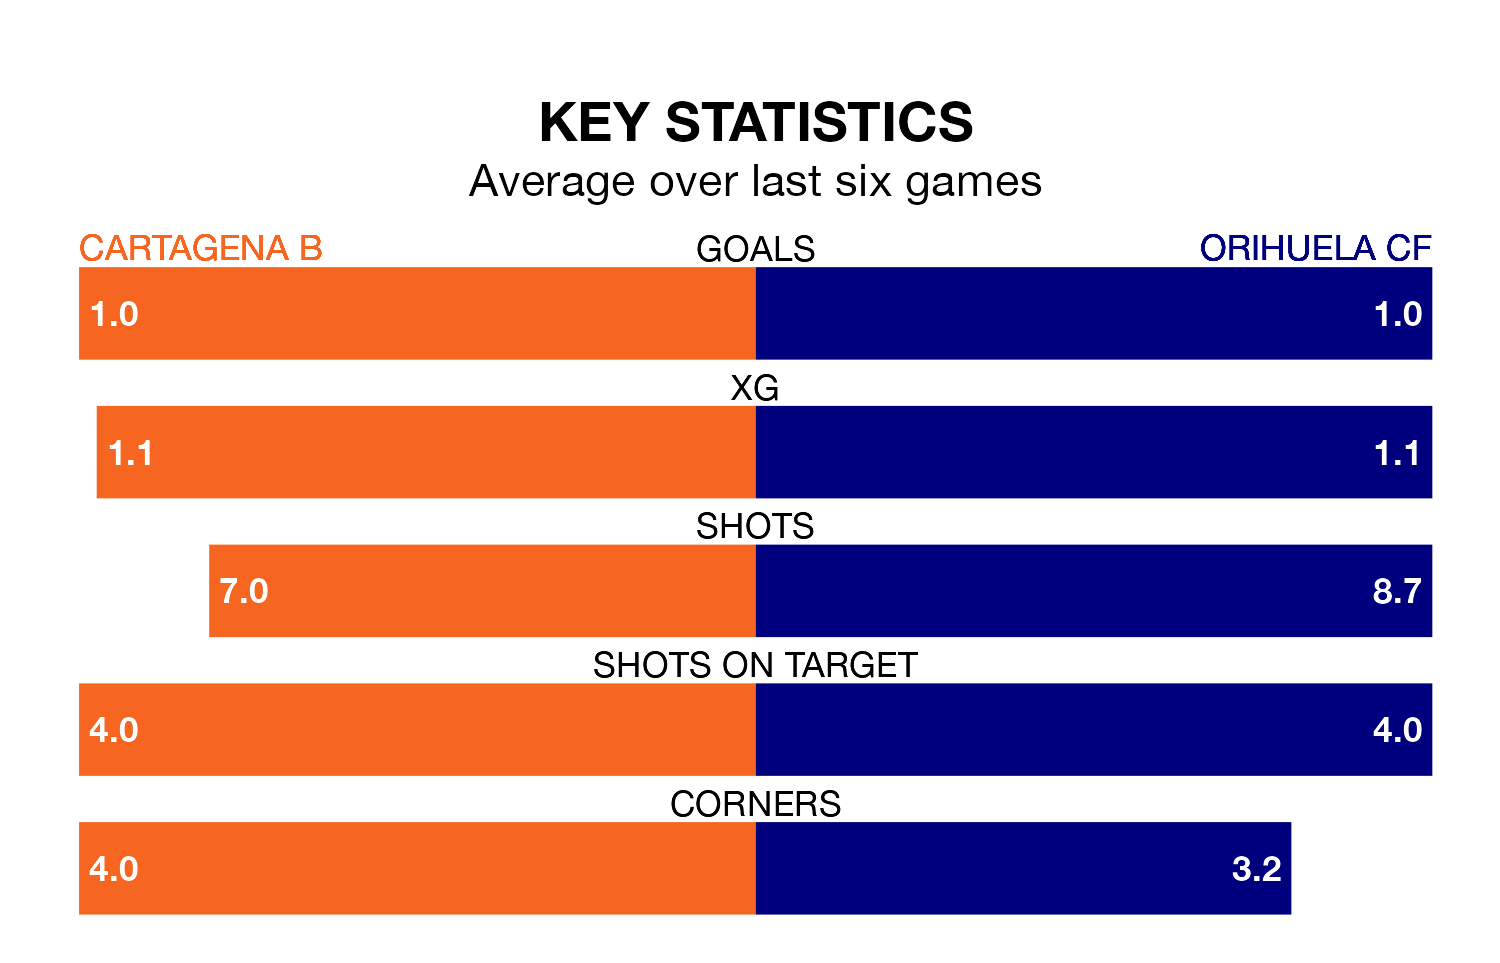 KEY STATISTICS
Average over last six games
CARTAGENA B GOALS ORIHUELA CF
1.0 1.0
XG
1.1 1.1
SHOTS
7.0 8.7
SHOTS ON TARGET
4.0 4.0
CORNERS
4.0 3.2